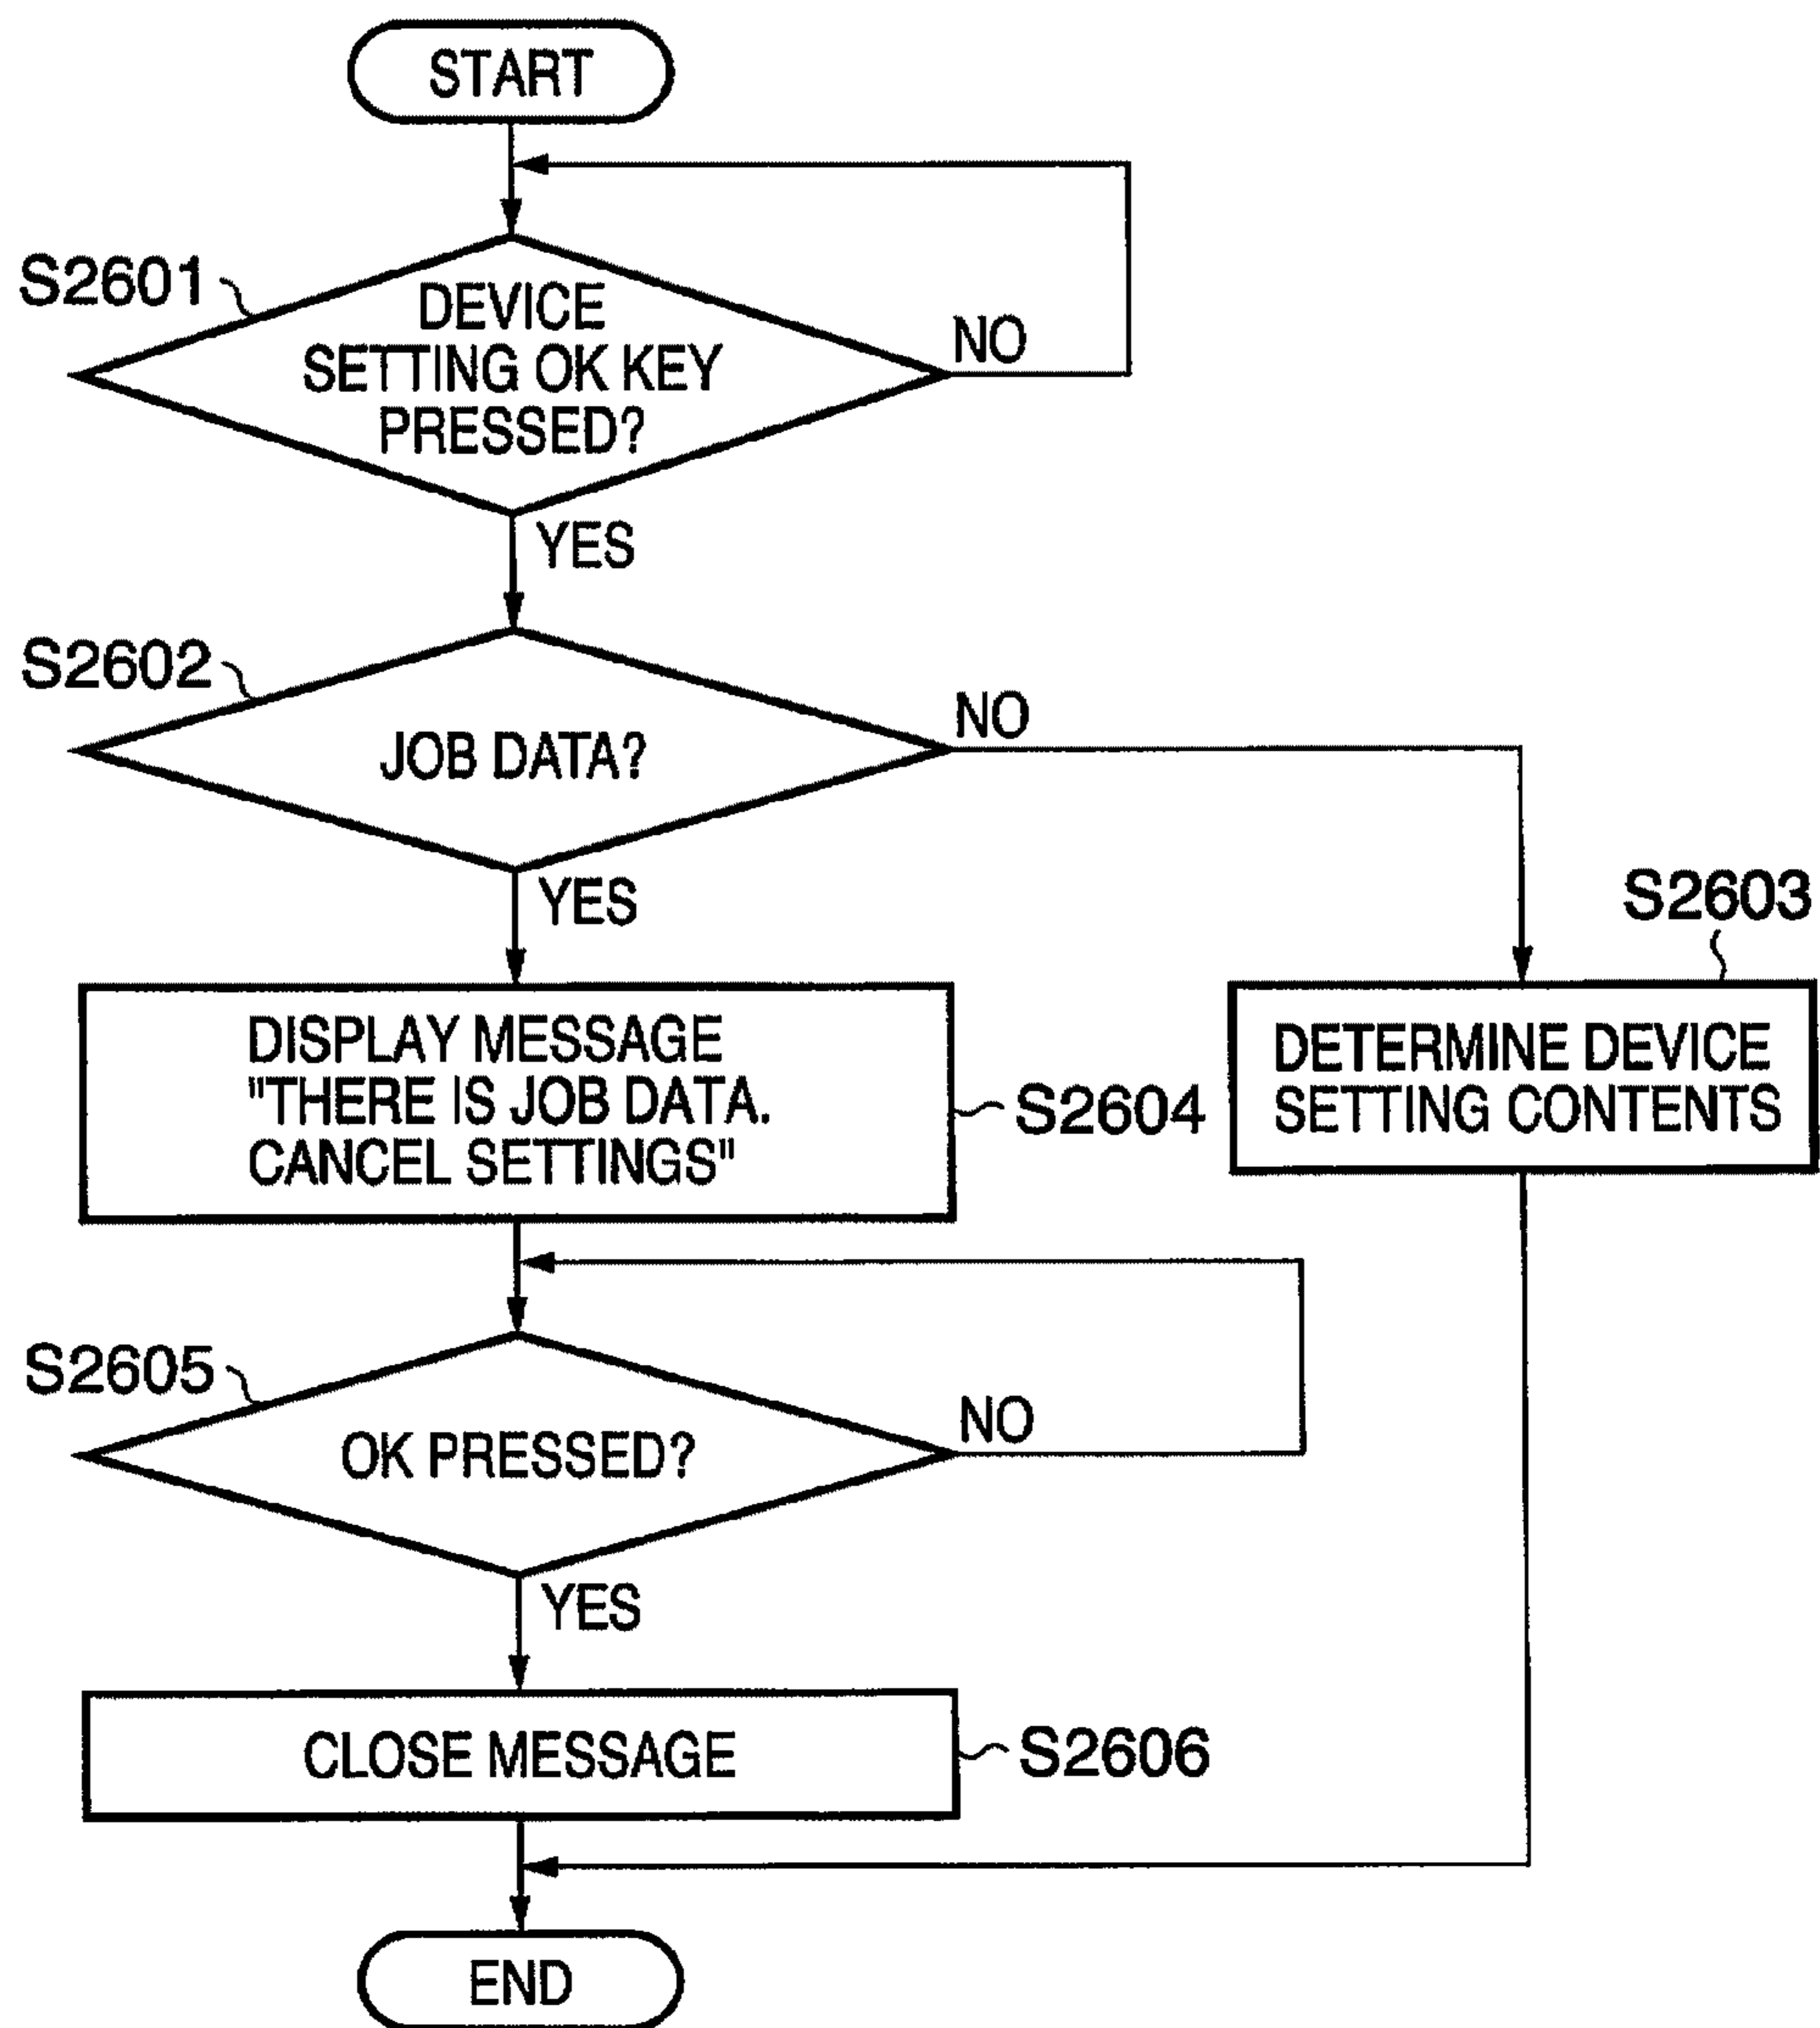 START
S2601
DEVICE
SETTING OK KEY
PRESSED?
NO
YES
S2602
JOB DATA?
NO
YES
S2603
DETERMINE DEVICE
SETTING CONTENTS
DISPLAY MESSAGE
"THERE IS JOB DATA.
CANCEL SETTINGS"
S2604
S2605
OK PRESSED?
NO
YES
CLOSE MESSAGE
S2606
END